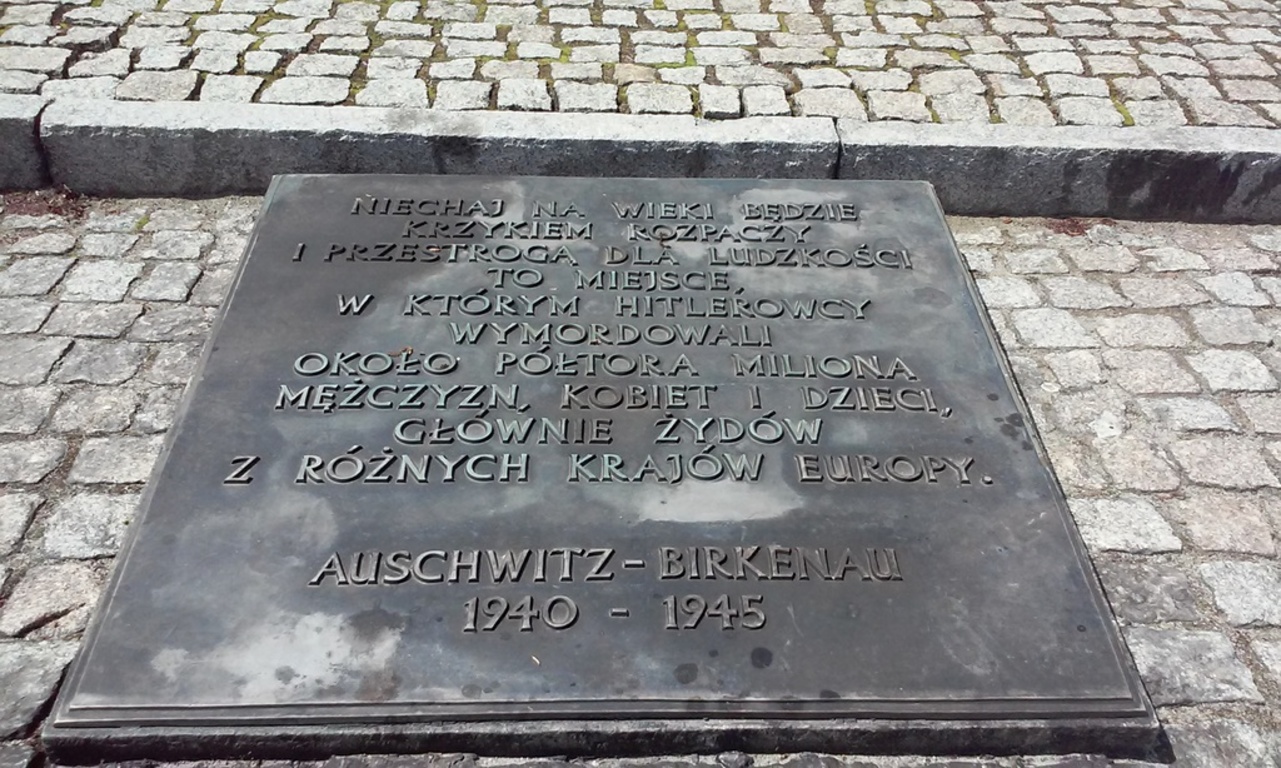 NIECHAJ NA WIEKI BĘDZIE
KRZYKIEM ROZPACZY
I PRZESTROGĄ DLA LUDZKOŚCI
TO MIEJSCE,
W KTÓRYM HITLEROWCY
WYMORDOWALI
OKOŁO PÓŁTORA MILIONA
MĘŻCZYZN, KOBIET I DZIECI,
GŁÓWNIE ŻYDÓW
Z RÓŻNYCH KRAJÓW EUROPY.
AUSCHWITZ - BIRKENAU
1940 - 1945